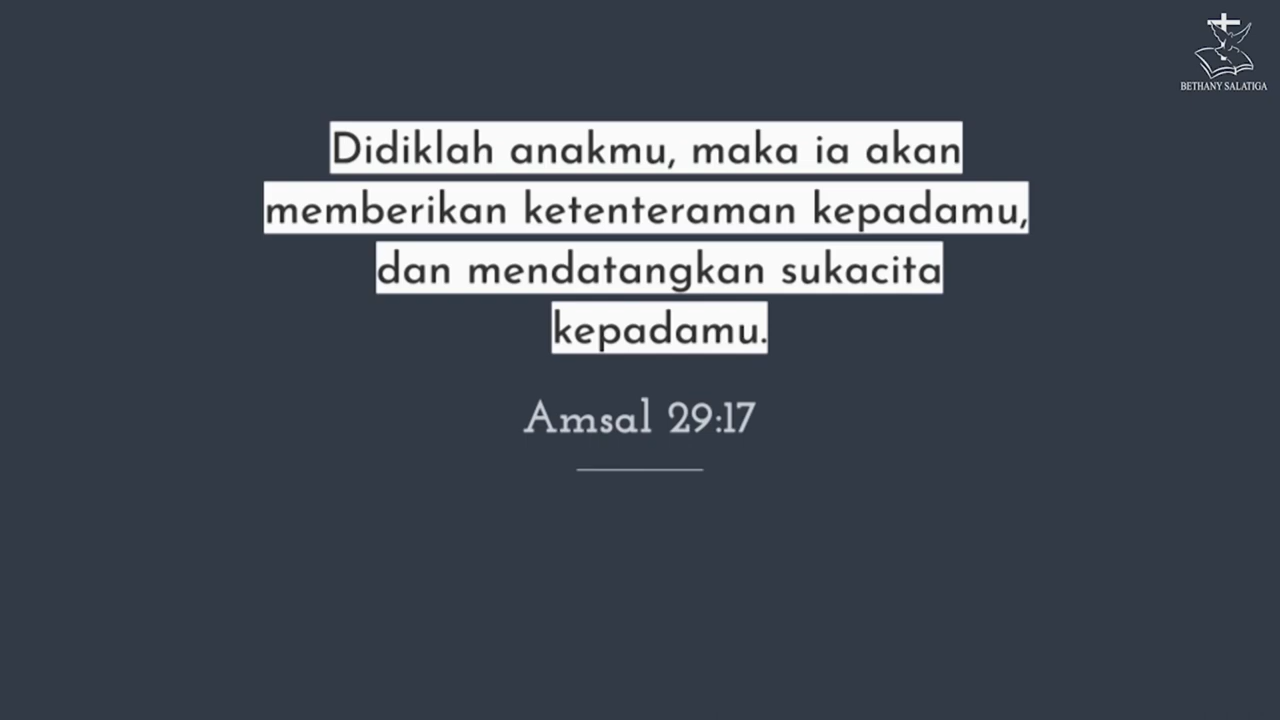 BETHANY SALATIGA
Didiklah anakmu, maka ia akan
memberikan ketenteraman kepadamu,
dan mendatangkan sukacita
kepadamu.
Amsal 29:17